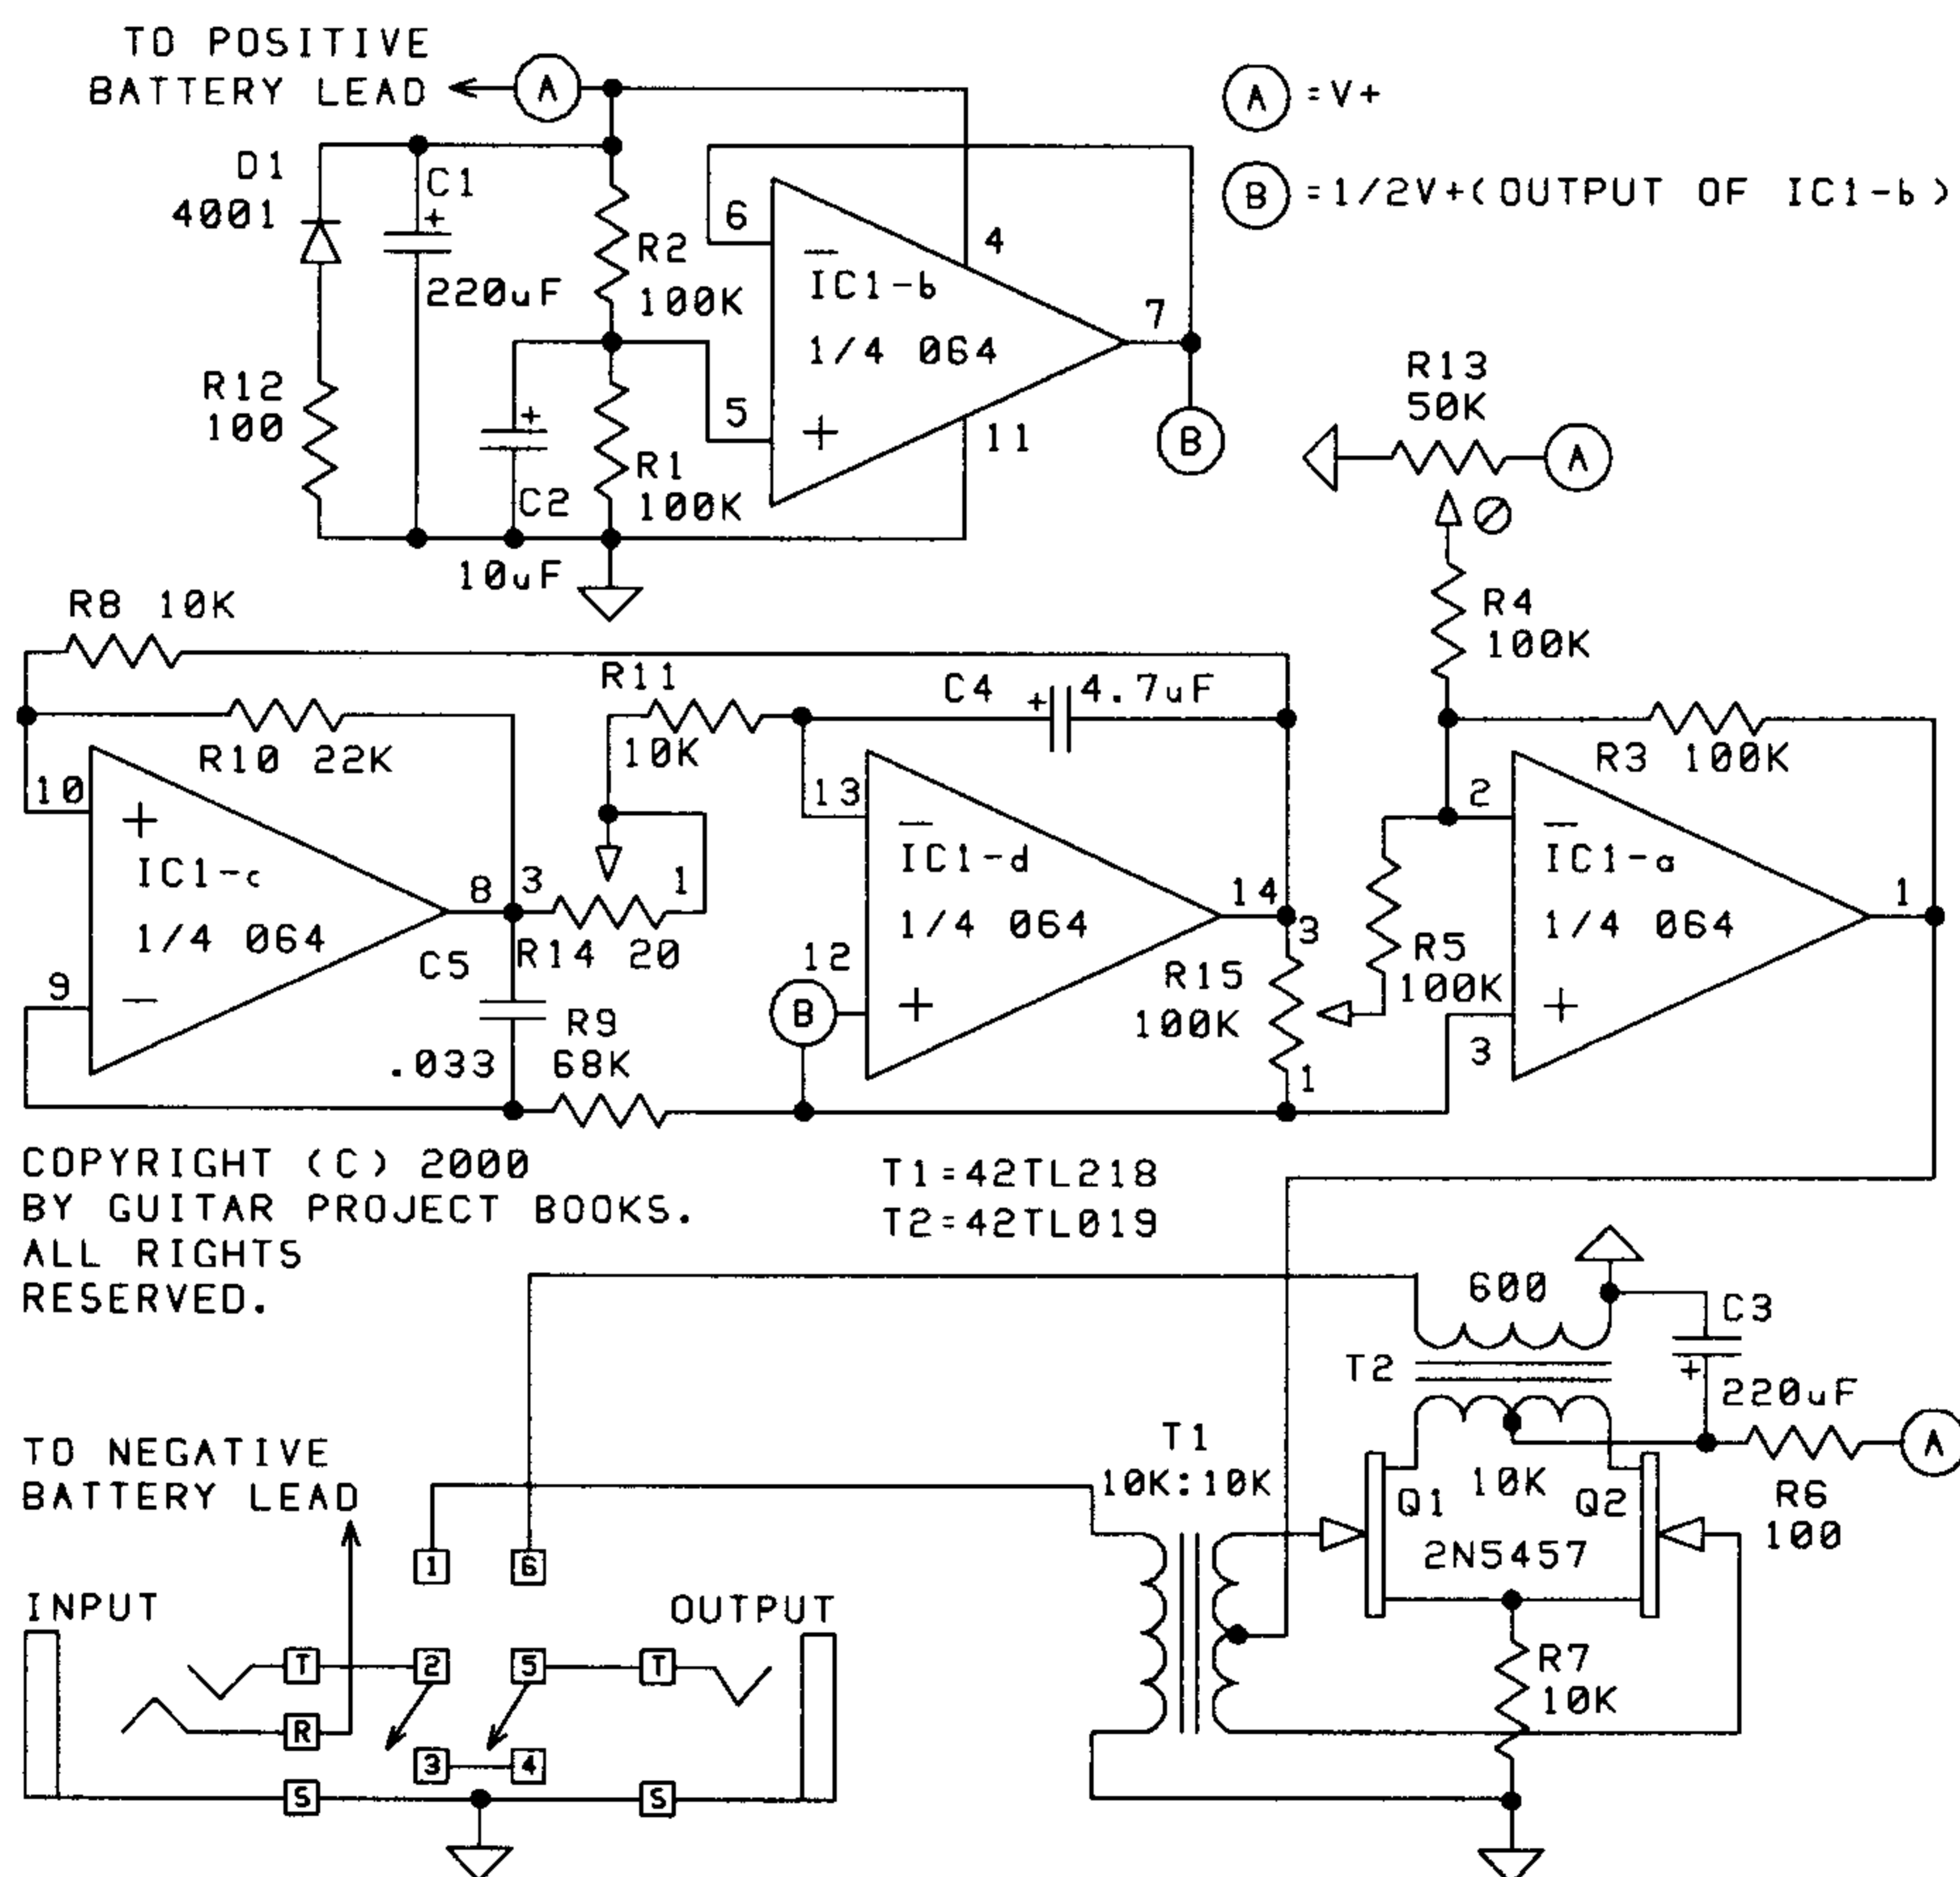 TO POSITIVE
BATTERY LEAD
A
A =V+
B =1/2V+(OUTPUT OF IC1-b)
D1
4001
C1
+
220uF
R2
100K
6
–
IC1-b
1/4 064
4
7
5
+
11
B
R12
100
+
C2
10uF
R1
100K
R13
50K
A
Ø
R4
100K
R8 10K
R10 22K
10
+
IC1-c
1/4 064
8
9
–
R11
10K
3
1
R14 20
C5
.033
R9
68K
C4
+
4.7uF
13
–
IC1-d
1/4 064
14
12
B
+
3
R15
100K
1
R5
100K
R3 100K
2
–
IC1-a
1/4 064
1
+
3
COPYRIGHT (C) 2000
BY GUITAR PROJECT BOOKS.
ALL RIGHTS
RESERVED.
T1=42TL218
T2=42TL019
600
T2
C3
+
220uF
A
R6
100
T1
10K:10K
10K
Q1
Q2
2N5457
R7
10K
TO NEGATIVE
BATTERY LEAD
1
6
INPUT
OUTPUT
T
2
5
T
R
3
4
S
S